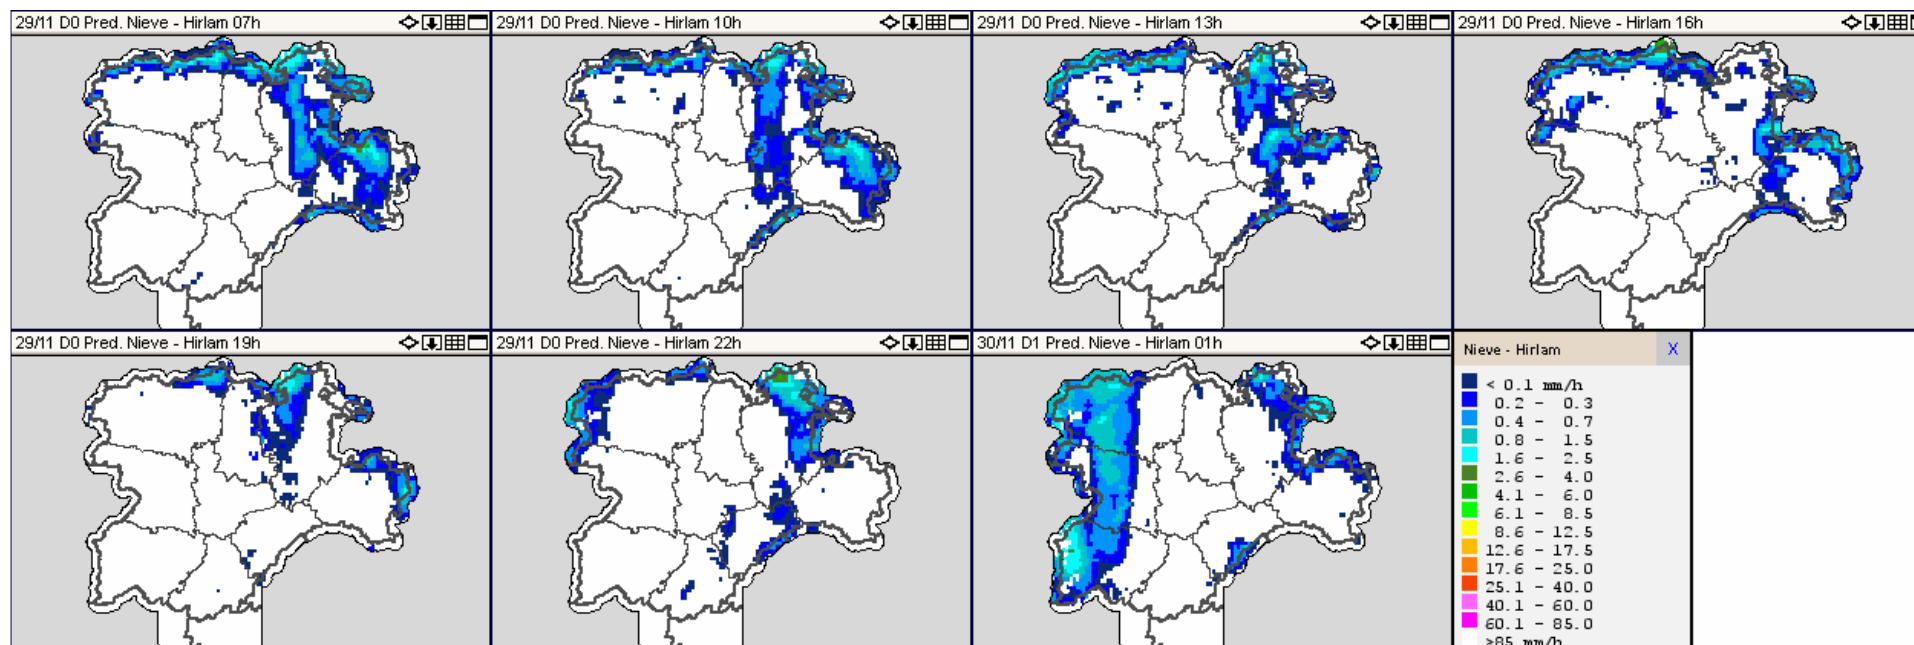 29/11 D0 Pred. Nieve - Hirlam 07h
29/11 D0 Pred. Nieve - Hirlam 10h
29/11 D1 Pred. Nieve - Hirlam 13h
29/11 D0 Pred. Nieve - Hirlam 16h
29/11 D0 Pred. Nieve - Hirlam 19h
29/11 D0 Pred. Nieve - Hirlam 22h
30/11 D1 Pred. Nieve - Hirlam 01h
Nieve - Hirlam X
< 0.1 mm/h
0.2 - 0.3
0.4 - 0.7
0.8 - 1.5
1.6 - 2.5
2.6 - 4.0
4.1 - 6.0
6.1 - 8.5
8.6 - 12.5
12.6 - 17.5
17.6 - 25.0
25.1 - 40.0
40.1 - 60.0
60.1 - 85.0
>85 mm/h